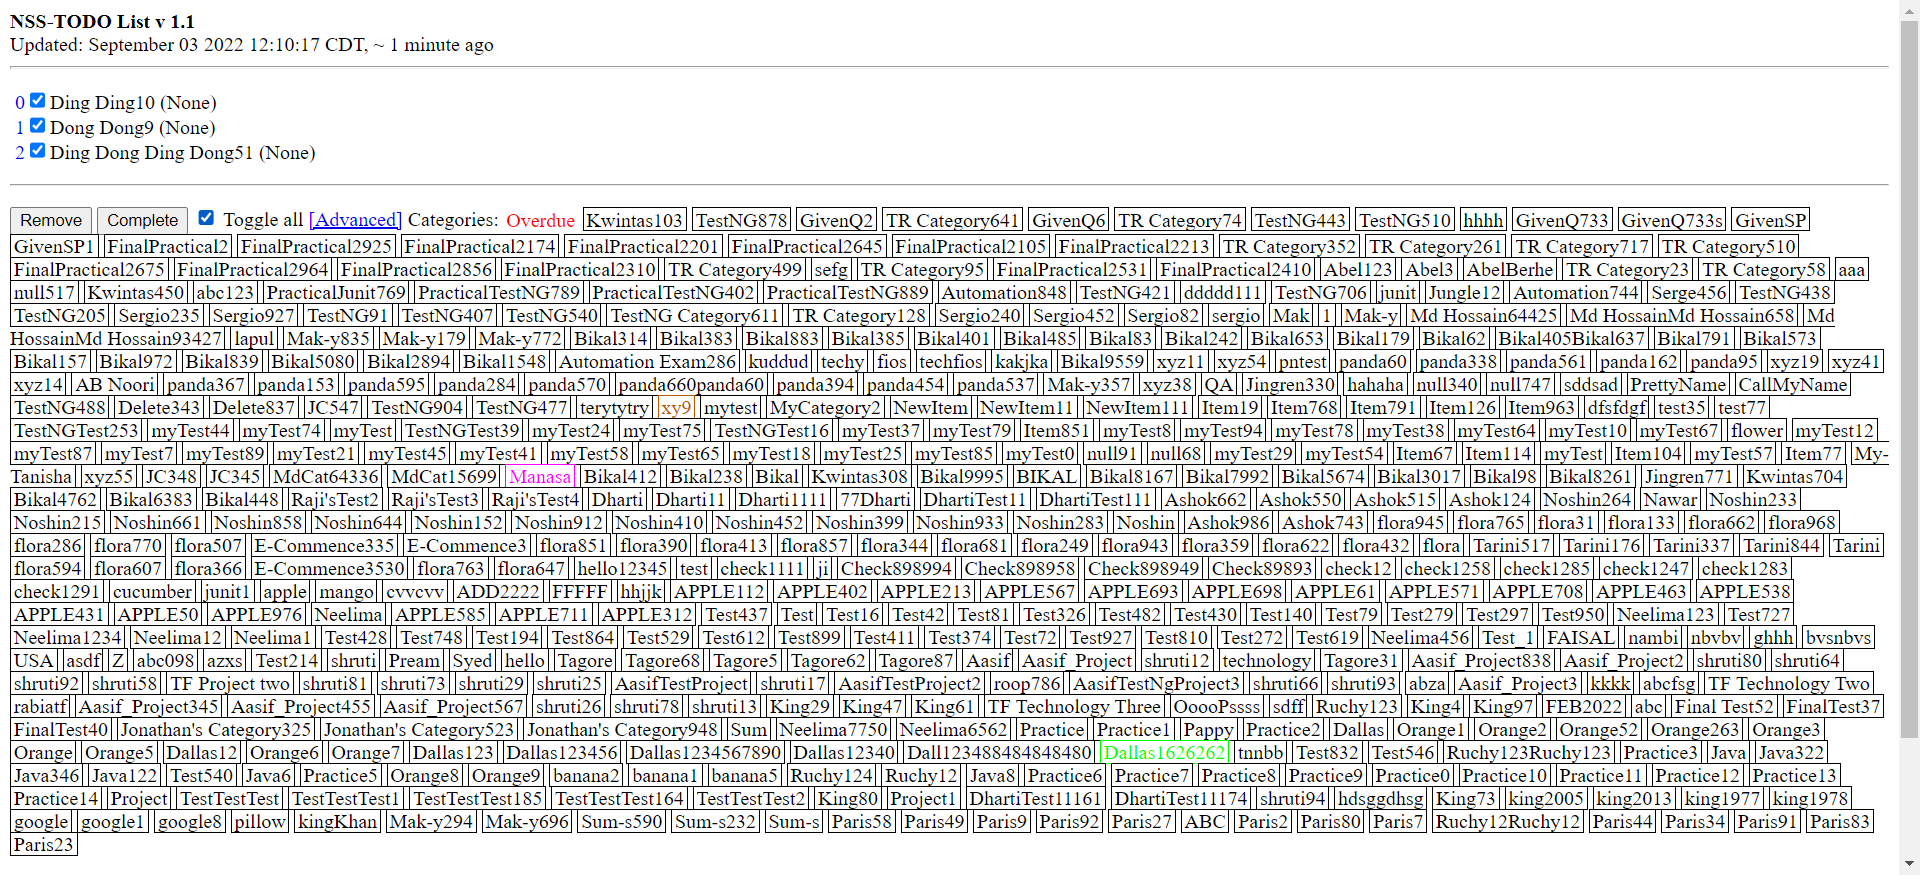 NSS-TODO List v 1.1
Updated: September 03 2022 12:10:17 CDT, ~ 1 minute ago
0 Ding Ding10 (None)
1 Dong Dong9 (None)
2 Ding Dong Ding Dong51 (None)
Remove Complete Toggle all [Advanced] Categories: Overdue Kwintas103 TestNG878 GivenQ2 TR Category641 GivenQ6 TR Category74 TestNG443 TestNG510 hhhh GivenQ733 GivenQ733s GivenSP
GivenSP1 FinalPractical2 FinalPractical2925 FinalPractical2174 FinalPractical2201 FinalPractical2645 FinalPractical2105 FinalPractical2213 TR Category352 TR Category261 TR Category717 TR Category510
FinalPractical2675 FinalPractical2964 FinalPractical2856 FinalPractical2310 TR Category499 sefg TR Category95 FinalPractical2531 FinalPractical2410 Abel123 Abel3 AbelBerhe TR Category23 TR Category58 aaa
null517 Kwintas450 abc123 PracticalJunit769 PracticalTestNG789 PracticalTestNG402 PracticalTestNG889 Automation848 TestNG421 ddddd111 TestNG706 junit Jungle12 Automation744 Serge456 TestNG438
TestNG205 Sergio235 Sergio927 TestNG91 TestNG407 TestNG540 TestNG Category611 TR Category128 Sergio240 Sergio452 Sergio82 sergio Mak 1 Mak-y Md Hossain64425 Md HossainMd Hossain658 Md
HossainMd Hossain93427 lapul Mak-y835 Mak-y179 Mak-y772 Bikal314 Bikal383 Bikal883 Bikal385 Bikal401 Bikal485 Bikal83 Bikal242 Bikal653 Bikal179 Bikal62 Bikal405Bikal637 Bikal791 Bikal573
Bikal157 Bikal972 Bikal839 Bikal5080 Bikal2894 Bikal1548 Automation Exam286 kuddud techy fios techfios kakjka Bikal9559 xyz11 xyz54 pntest panda60 panda338 panda561 panda162 panda95 xyz19 xyz41
xyz14 AB Noori panda367 panda153 panda595 panda284 panda570 panda660panda60 panda394 panda454 panda537 Mak-y357 xyz38 QA Jingren330 hahaha null340 null747 sddsad PrettyName CallMyName
TestNG488 Delete343 Delete837 JC547 TestNG904 TestNG477 terytytry xy9 mytest MyCategory2 NewItem NewItem11 NewItem111 Item19 Item768 Item791 Item126 Item963 dfsfdgf test35 test77
TestNGTest253 myTest44 myTest74 myTest TestNGTest39 myTest24 myTest75 TestNGTest16 myTest37 myTest79 Item851 myTest8 myTest94 myTest78 myTest38 myTest64 myTest10 myTest67 flower myTest12
myTest87 myTest7 myTest89 myTest21 myTest45 myTest41 myTest58 myTest65 myTest18 myTest25 myTest85 myTest0 null91 null68 myTest29 myTest54 Item67 Item114 myTest Item104 myTest57 Item77 My-
Tanisha xyz55 JC348 JC345 MdCat64336 MdCat15699 Manasa Bikal412 Bikal238 Bikal Kwintas308 Bikal9995 BIKAL Bikal8167 Bikal7992 Bikal5674 Bikal3017 Bikal98 Bikal8261 Jingren771 Kwintas704
Bikal4762 Bikal6383 Bikal448 Raji'sTest2 Raji'sTest3 Raji'sTest4 Dharti Dharti11 Dharti1111 77Dharti DhartiTest11 DhartiTest111 Ashok662 Ashok550 Ashok515 Ashok124 Noshin264 Nawar Noshin233
Noshin215 Noshin661 Noshin858 Noshin644 Noshin152 Noshin912 Noshin410 Noshin452 Noshin399 Noshin933 Noshin283 Noshin Ashok986 Ashok743 flora945 flora765 flora31 flora133 flora662 flora968
flora286 flora770 flora507 E-Commence335 E-Commence3 flora851 flora390 flora413 flora857 flora344 flora681 flora249 flora943 flora359 flora622 flora432 flora Tarini517 Tarini176 Tarini337 Tarini844 Tarini
flora594 flora607 flora366 E-Commence3530 flora763 flora647 hello12345 test check1111 ji Check898994 Check898958 Check898949 Check89893 check12 check1258 check1285 check1247 check1283
check1291 cucumber junit1 apple mango cvvcvv ADD2222 FFFFF hhjjk APPLE112 APPLE402 APPLE213 APPLE567 APPLE693 APPLE698 APPLE61 APPLE571 APPLE708 APPLE463 APPLE538
APPLE431 APPLE50 APPLE976 Neelima APPLE585 APPLE711 APPLE312 Test437 Test Test16 Test42 Test81 Test326 Test482 Test430 Test140 Test79 Test279 Test297 Test950 Neelima123 Test727
Neelima1234 Neelima12 Neelima1 Test428 Test748 Test194 Test864 Test529 Test612 Test899 Test411 Test374 Test72 Test927 Test810 Test272 Test619 Neelima456 Test_1 FAISAL nambi nbvbv ghhh bvsnbvs
USA asdf Z abc098 azxs Test214 shruti Pream Syed hello Tagore Tagore68 Tagore5 Tagore62 Tagore87 Aasif Aasif_Project shruti12 technology Tagore31 Aasif_Project838 Aasif_Project2 shruti80 shruti64
shruti92 shruti58 TF Project two shruti81 shruti73 shruti29 shruti25 AasifTestProject shruti17 AasifTestProject2 roop786 AasifTestNgProject3 shruti66 shruti93 abza Aasif_Project3 kkkk abcfsg TF Technology Two
rabiatf Aasif_Project345 Aasif_Project455 Aasif_Project567 shruti26 shruti78 shruti13 King29 King47 King61 TF Technology Three OoooPssss sdff Ruchy123 King4 King97 FEB2022 abc Final Test52 FinalTest37
FinalTest40 Jonathan's Category325 Jonathan's Category523 Jonathan's Category948 Sum Neelima7750 Neelima6562 Practice Practice1 Pappy Practice2 Dallas Orange1 Orange2 Orange52 Orange263 Orange3
Orange Orange5 Dallas12 Orange6 Orange7 Dallas123 Dallas123456 Dallas1234567890 Dallas12340 Dall123488484848480 Dallas1626262 tnnbb Test832 Test546 Ruchy123Ruchy123 Practice3 Java Java322
Java346 Java122 Test540 Java6 Practice5 Orange8 Orange9 banana2 banana1 banana5 Ruchy124 Ruchy12 Java8 Practice6 Practice7 Practice8 Practice9 Practice0 Practice10 Practice11 Practice12 Practice13
Practice14 Project TestTestTest TestTestTest1 TestTestTest185 TestTestTest164 TestTestTest2 King80 Project1 DhartiTest11161 DhartiTest11174 shruti94 hdsggdhsg King73 king2005 king2013 king1977 king1978
google google1 google8 pillow kingKhan Mak-y294 Mak-y696 Sum-s590 Sum-s232 Sum-s Paris58 Paris49 Paris9 Paris92 Paris27 ABC Paris2 Paris80 Paris7 Ruchy12Ruchy12 Paris44 Paris34 Paris91 Paris83
Paris23